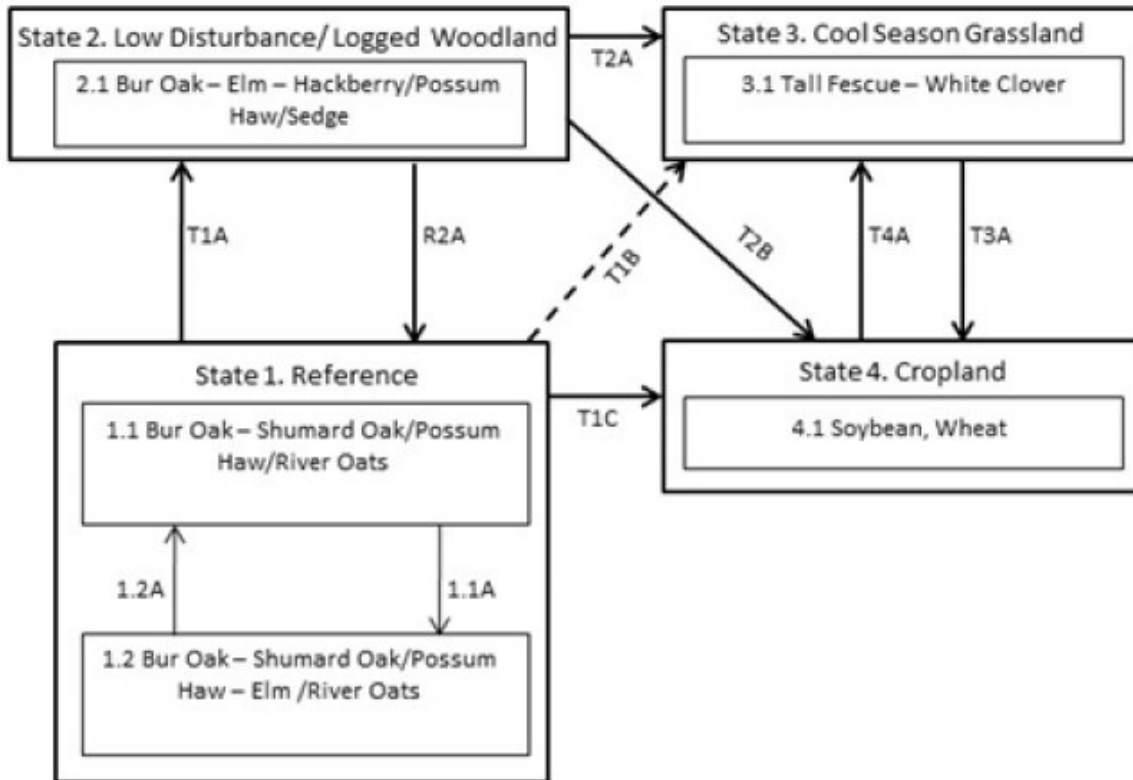 State 2. Low Disturbance/ Logged Woodland
2.1 Bur Oak – Elm – Hackberry/Possum
Haw/Sedge
T2A
State 3. Cool Season Grassland
3.1 Tall Fescue – White Clover
T1A
R2A
T1B
T2B
T4A
T3A
State 1. Reference
1.1 Bur Oak – Shumard Oak/Possum
Haw/River Oats
1.2A
1.1A
1.2 Bur Oak – Shumard Oak/Possum
Haw – Elm /River Oats
T1C
State 4. Cropland
4.1 Soybean, Wheat